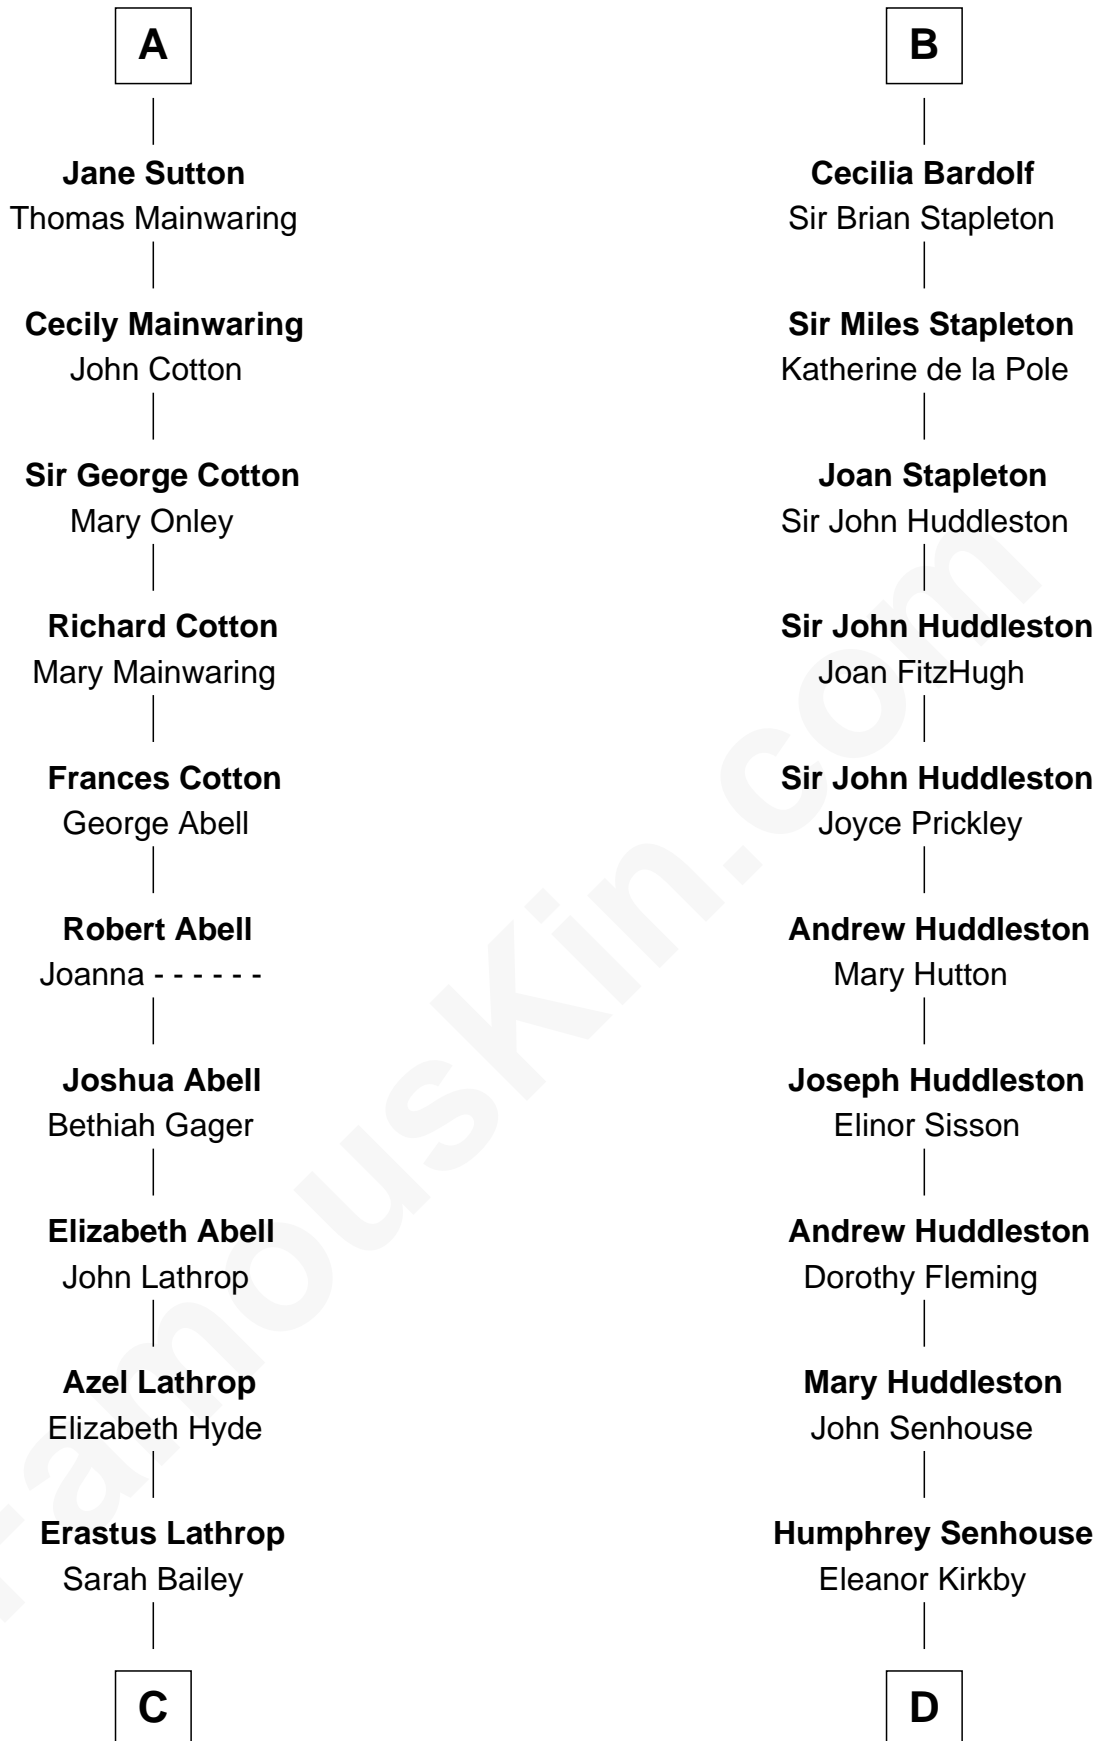 A
Jane Sutton
Thomas Mainwaring
Cecily Mainwaring
John Cotton
Sir George Cotton
Mary Onley
Richard Cotton
Mary Mainwaring
Frances Cotton
George Abell
Robert Abell
Joanna - - - - - -
Joshua Abell
Bethiah Gager
Elizabeth Abell
John Lathrop
Azel Lathrop
Elizabeth Hyde
Erastus Lathrop
Sarah Bailey
C
B
Cecilia Bardolf
Sir Brian Stapleton
Sir Miles Stapleton
Katherine de la Pole
Joan Stapleton
Sir John Huddleston
Sir John Huddleston
Joan FitzHugh
Sir John Huddleston
Joyce Prickley
Andrew Huddleston
Mary Hutton
Joseph Huddleston
Elinor Sisson
Andrew Huddleston
Dorothy Fleming
Mary Huddleston
John Senhouse
Humphrey Senhouse
Eleanor Kirkby
D
FamousKin.com